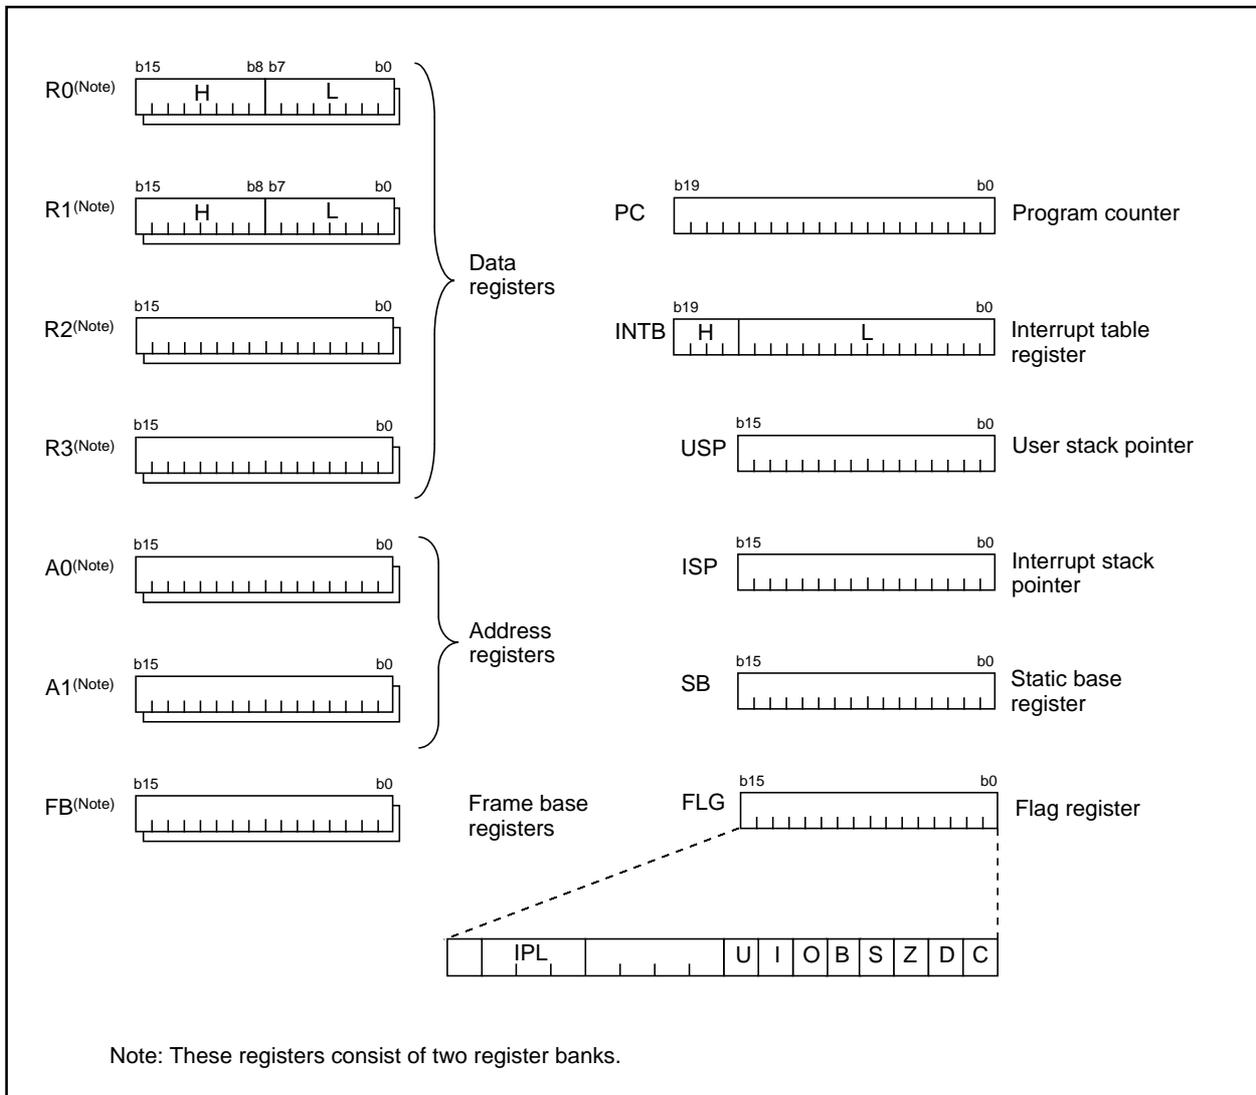 b15 b8 b7 b0
R0(Note) H L
b15 b8 b7 b0
R1(Note) H L
b15 b0
R2(Note)
b15 b0
R3(Note)
Data
registers
b15 b0
A0(Note)
b15 b0
A1(Note)
Address
registers
b15 b0
FB(Note)
Frame base
registers
b19 b0
PC Program counter
b19 b0
INTB H L Interrupt table
register
b15 b0
USP User stack pointer
b15 b0
ISP Interrupt stack
pointer
b15 b0
SB Static base
register
b15 b0
FLG Flag register
IPL U I O B S Z D C
Note: These registers consist of two register banks.